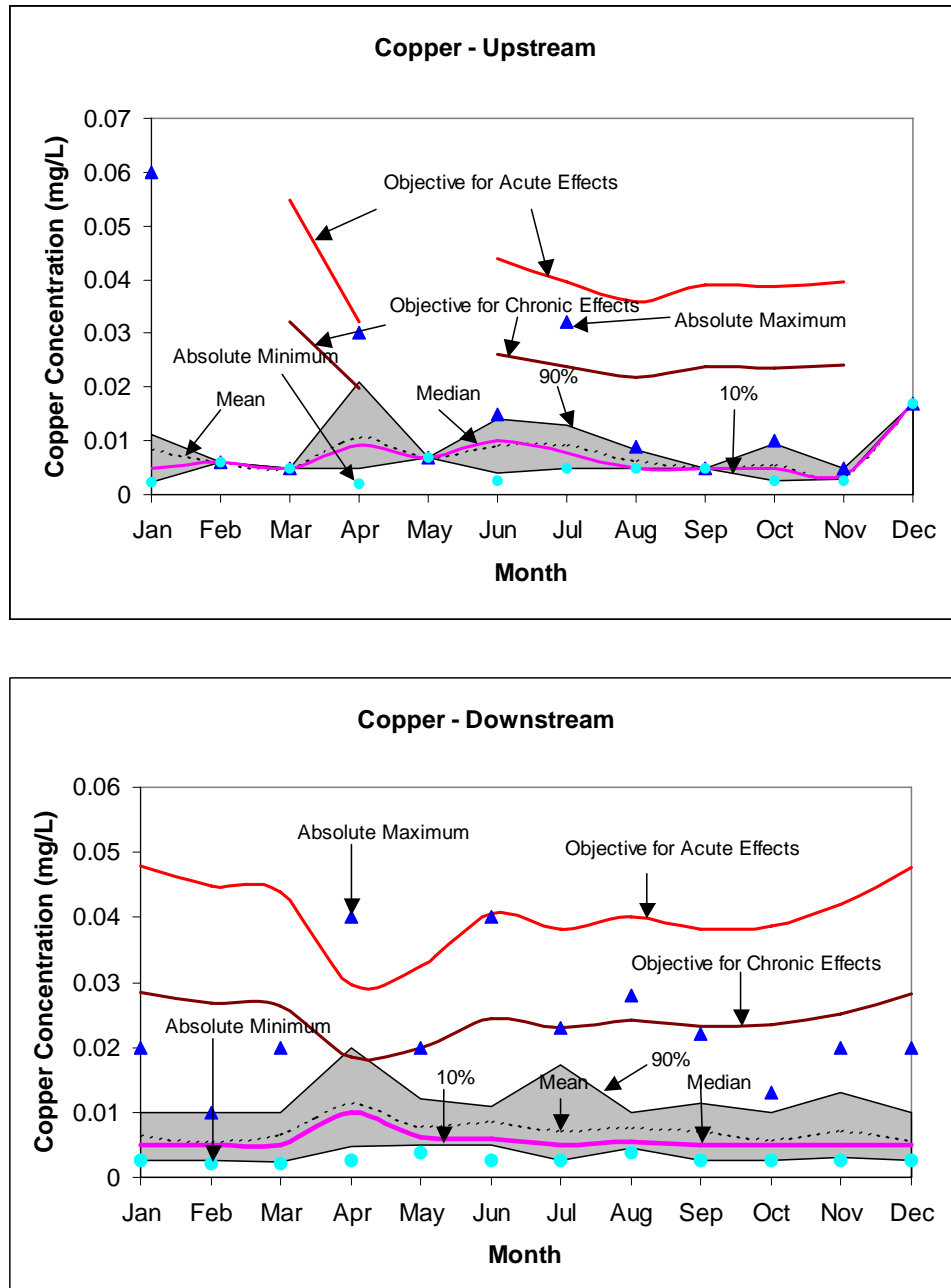 Copper - Upstream
Copper Concentration (mg/L)
0.07
0.06
0.05
0.04
0.03
0.02
0.01
0
Objective for Acute Effects
Objective for Chronic Effects
Absolute Maximum
Absolute Minimum
90%
10%
Mean
Median
Jan Feb Mar Apr May Jun Jul Aug Sep Oct Nov Dec
Month
Copper - Downstream
Copper Concentration (mg/L)
0.06
0.05
0.04
0.03
0.02
0.01
0
Absolute Maximum
Objective for Acute Effects
Objective for Chronic Effects
Absolute Minimum
90%
10%
Mean
Median
Jan Feb Mar Apr May Jun Jul Aug Sep Oct Nov Dec
Month